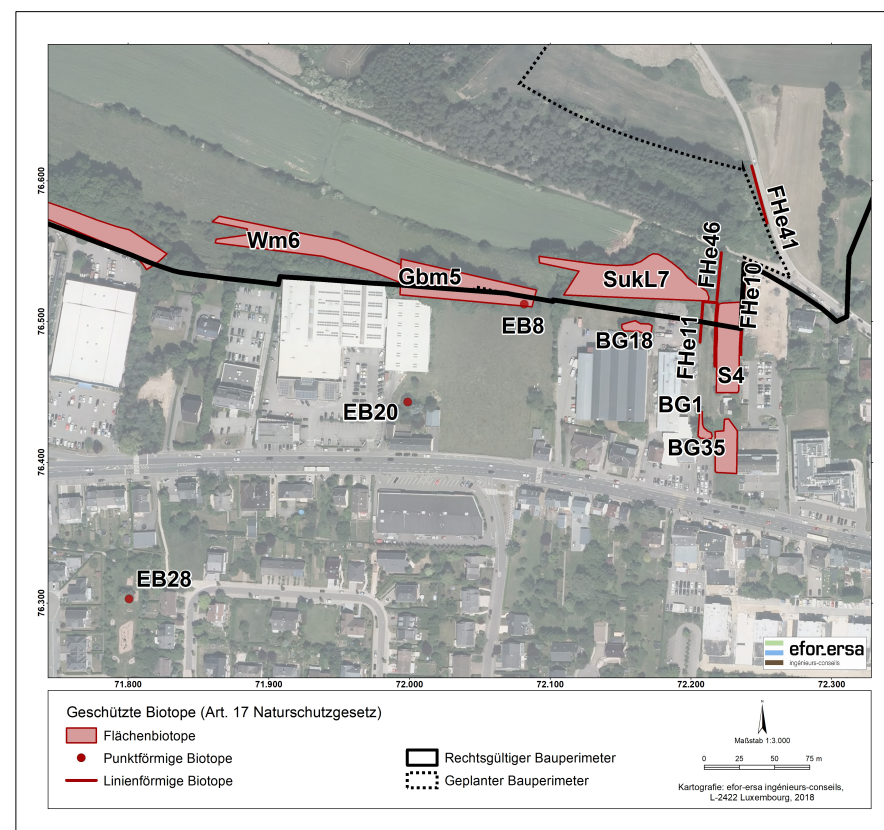 76.600
76.500
76.400
76.300
Wm6
Gbm5
SukL7
FHe46
FHe41
FHe10
FHe11
EB8
BG18
S4
BG1
EB20
BG35
EB28
efor.ersa
ingénieurs-conseils
71.800
71.900
72.000
72.100
72.200
72.300
Geschützte Biotope (Art. 17 Naturschutzgesetz)
Flächenbiotope
Punktförmige Biotope
Linienförmige Biotope
Rechtsgültiger Bauperimeter
Geplanter Bauperimeter
N
Maßstab 1:3.000
0 25 50 75 m
Kartografie: efor-ersa ingénieurs-conseils,
L-2422 Luxembourg, 2018